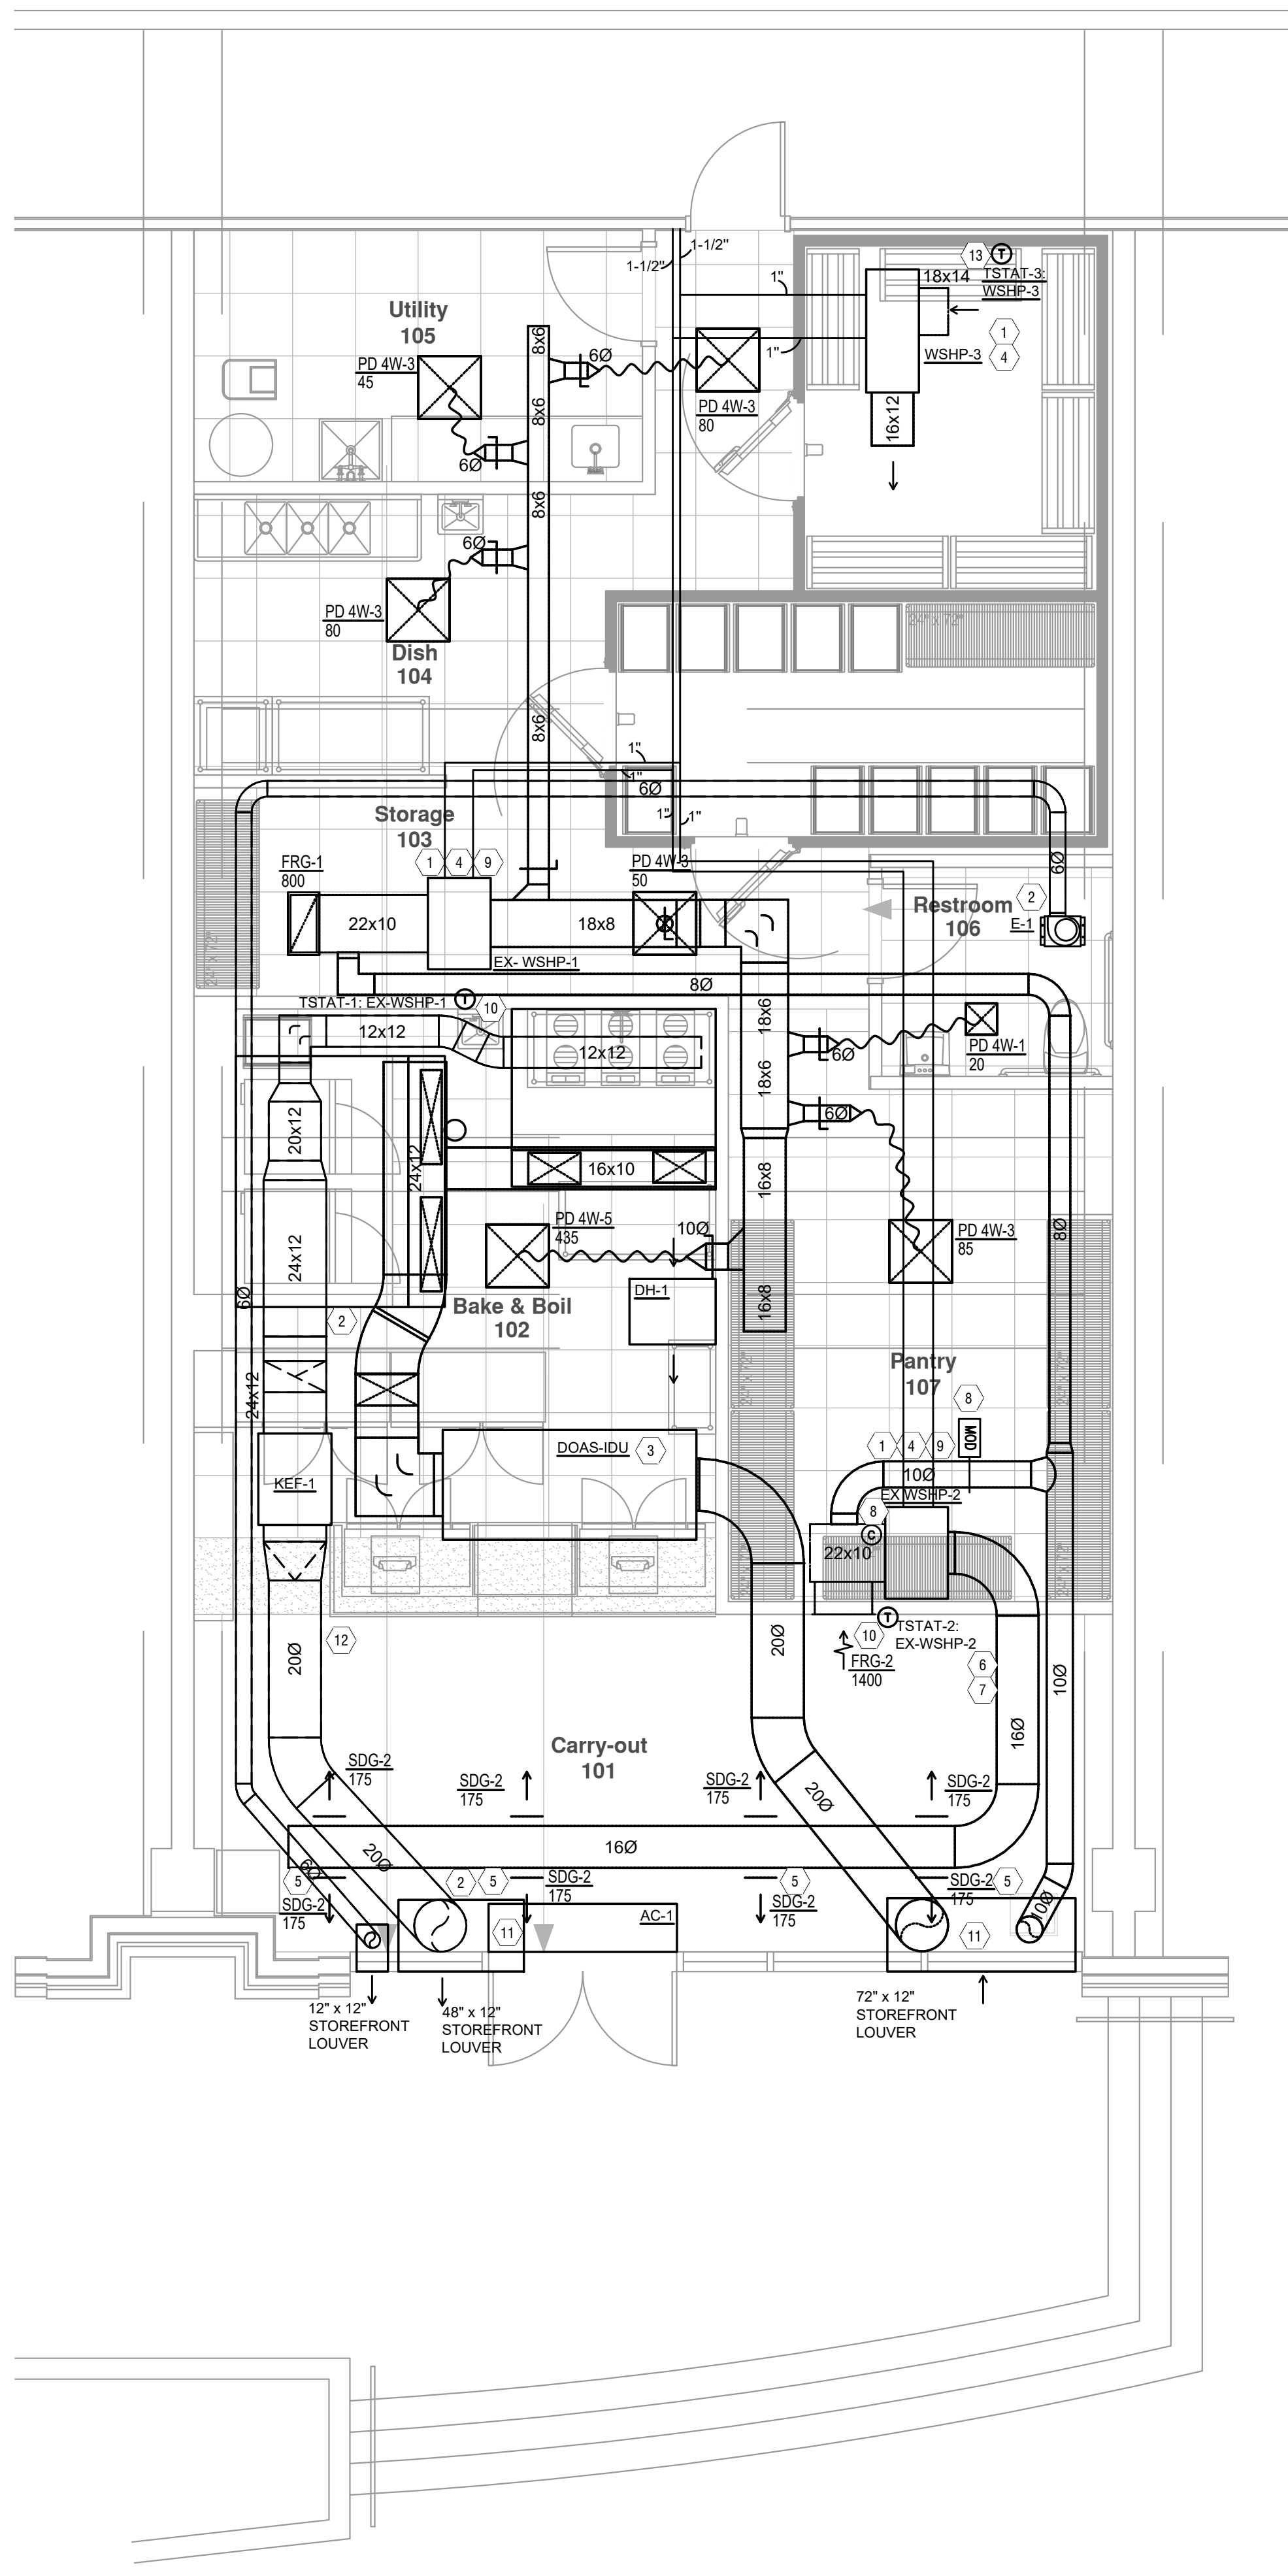 1-1/2"
1-1/2"
13
T
TSTAT-3:
WSHP-3
18x14
1"
1
4
WSHP-3
1"
16x12
Utility
105
PD 4W-3
45
8x6
6Ø
PD 4W-3
80
8x6
6Ø
8x6
6Ø
PD 4W-3
80
Dish
104
24" x 72"
8x6
1"
1"
6Ø
1"
1"
Storage
103
FRG-1
800
1
4
9
PD 4W-3
50
6Ø
2
Restroom
106
E-1
22x10
18x8
EX- WSHP-1
24" x 72"
8Ø
TSTAT-1: EX-WSHP-1
T
10
12x12
12x12
18x6
6Ø
PD 4W-1
20
18x6
6Ø
20x12
24x12
16x10
16x8
PD 4W-5
435
10Ø
PD 4W-3
85
8Ø
24x12
DH-1
16x8
6Ø
2
Bake & Boil
102
Pantry
107
24x12
8
MOD
DOAS-IDU
3
1
4
9
10Ø
EX WSHP-2
KEF-1
8
C
22x10
T
TSTAT-2:
EX-WSHP-2
10
FRG-2
1400
20Ø
12
20Ø
6
7
10Ø
16Ø
Carry-out
101
SDG-2
175
SDG-2
175
SDG-2
175
SDG-2
175
20Ø
16Ø
20Ø
6Ø
5
SDG-2
175
2
5
SDG-2
175
5
SDG-2
175
SDG-2
175
5
10Ø
11
AC-1
11
12" x 12"
STOREFRONT
LOUVER
48" x 12"
STOREFRONT
LOUVER
72" x 12"
STOREFRONT
LOUVER